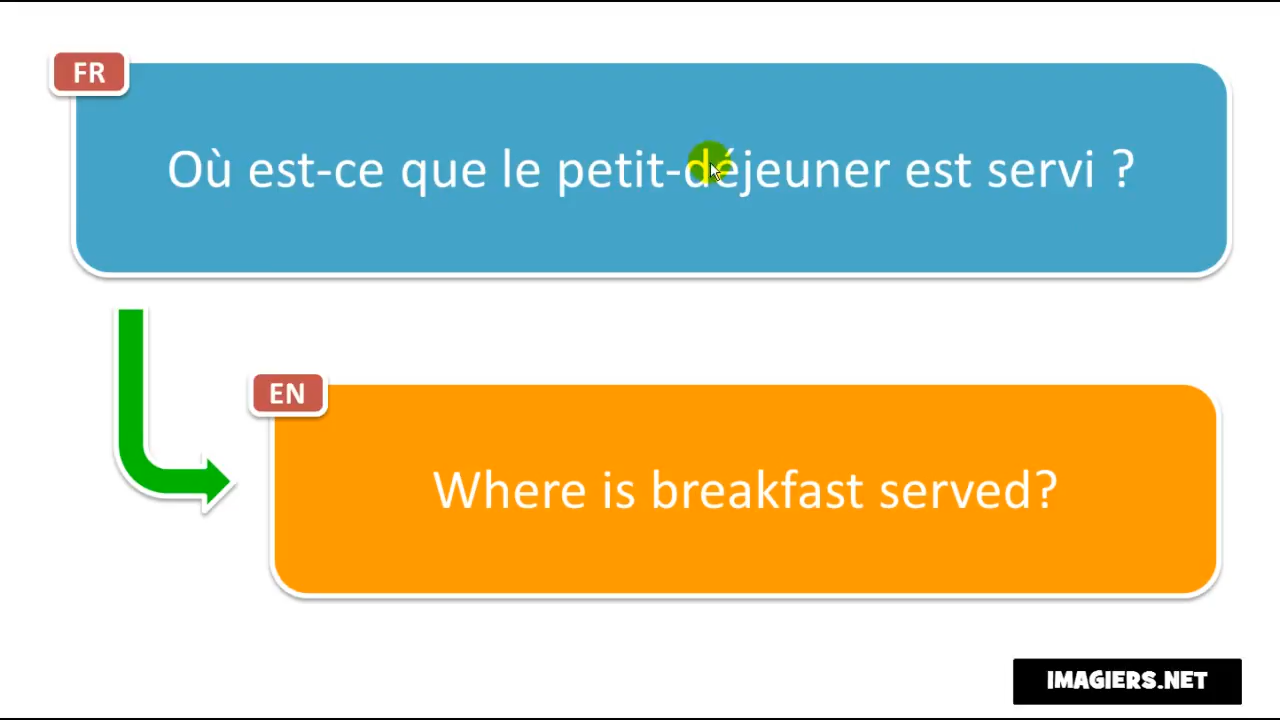 FR
Où est-ce que le petit-déjeuner est servi ?
EN
Where is breakfast served?
IMAGIERS.NET